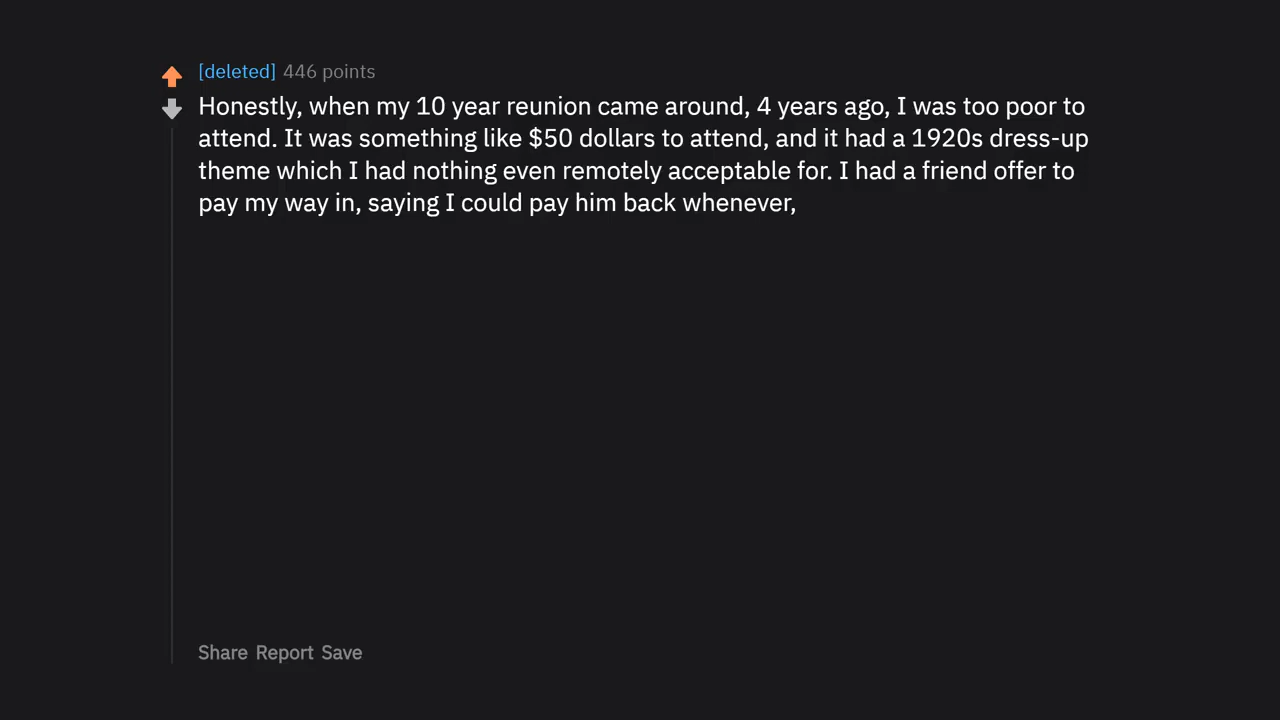 [deleted] 446 points
Honestly, when my 10 year reunion came around, 4 years ago, I was too poor to
attend. It was something like $50 dollars to attend, and it had a 1920s dress-up
theme which I had nothing even remotely acceptable for. I had a friend offer to
pay my way in, saying I could pay him back whenever,
Share Report Save